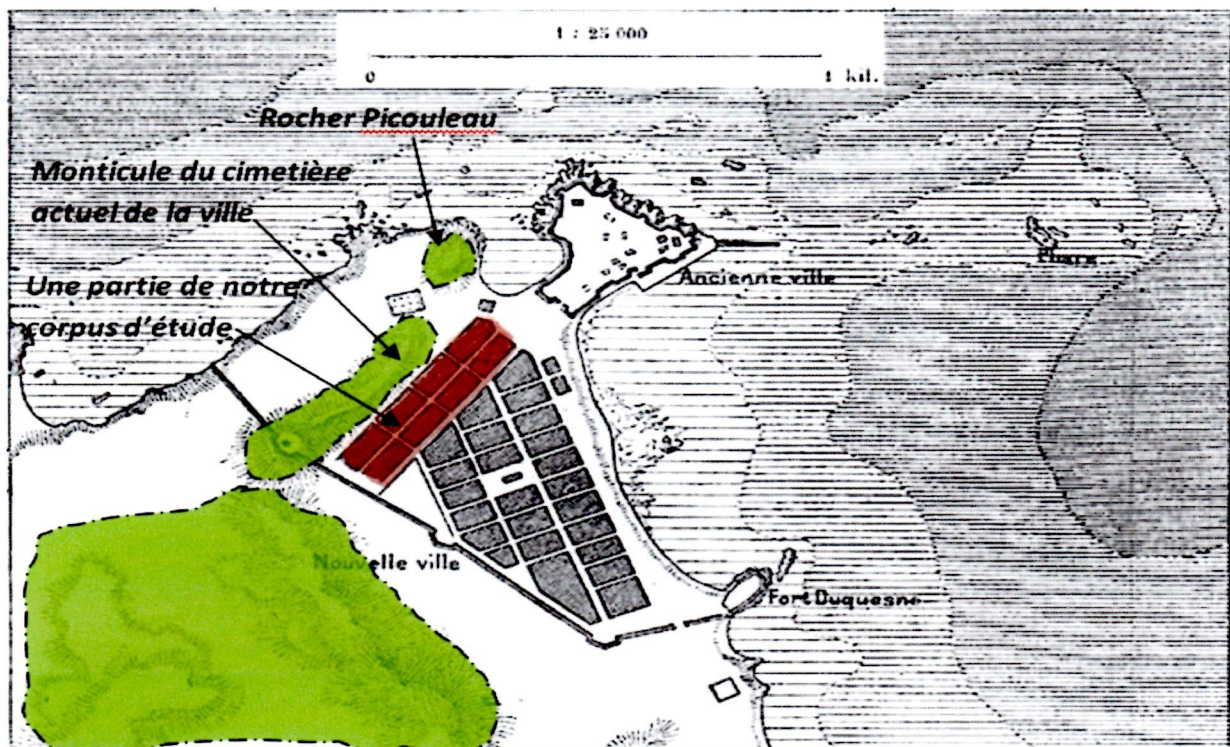 1 : 25 000
0 1 kil.
Rocher Picouleau
Monticule du cimetière
actuel de la ville
Une partie de notre
corpus d'étude
Ancienne ville
Phare
Nouvelle ville
Fort Duquesne